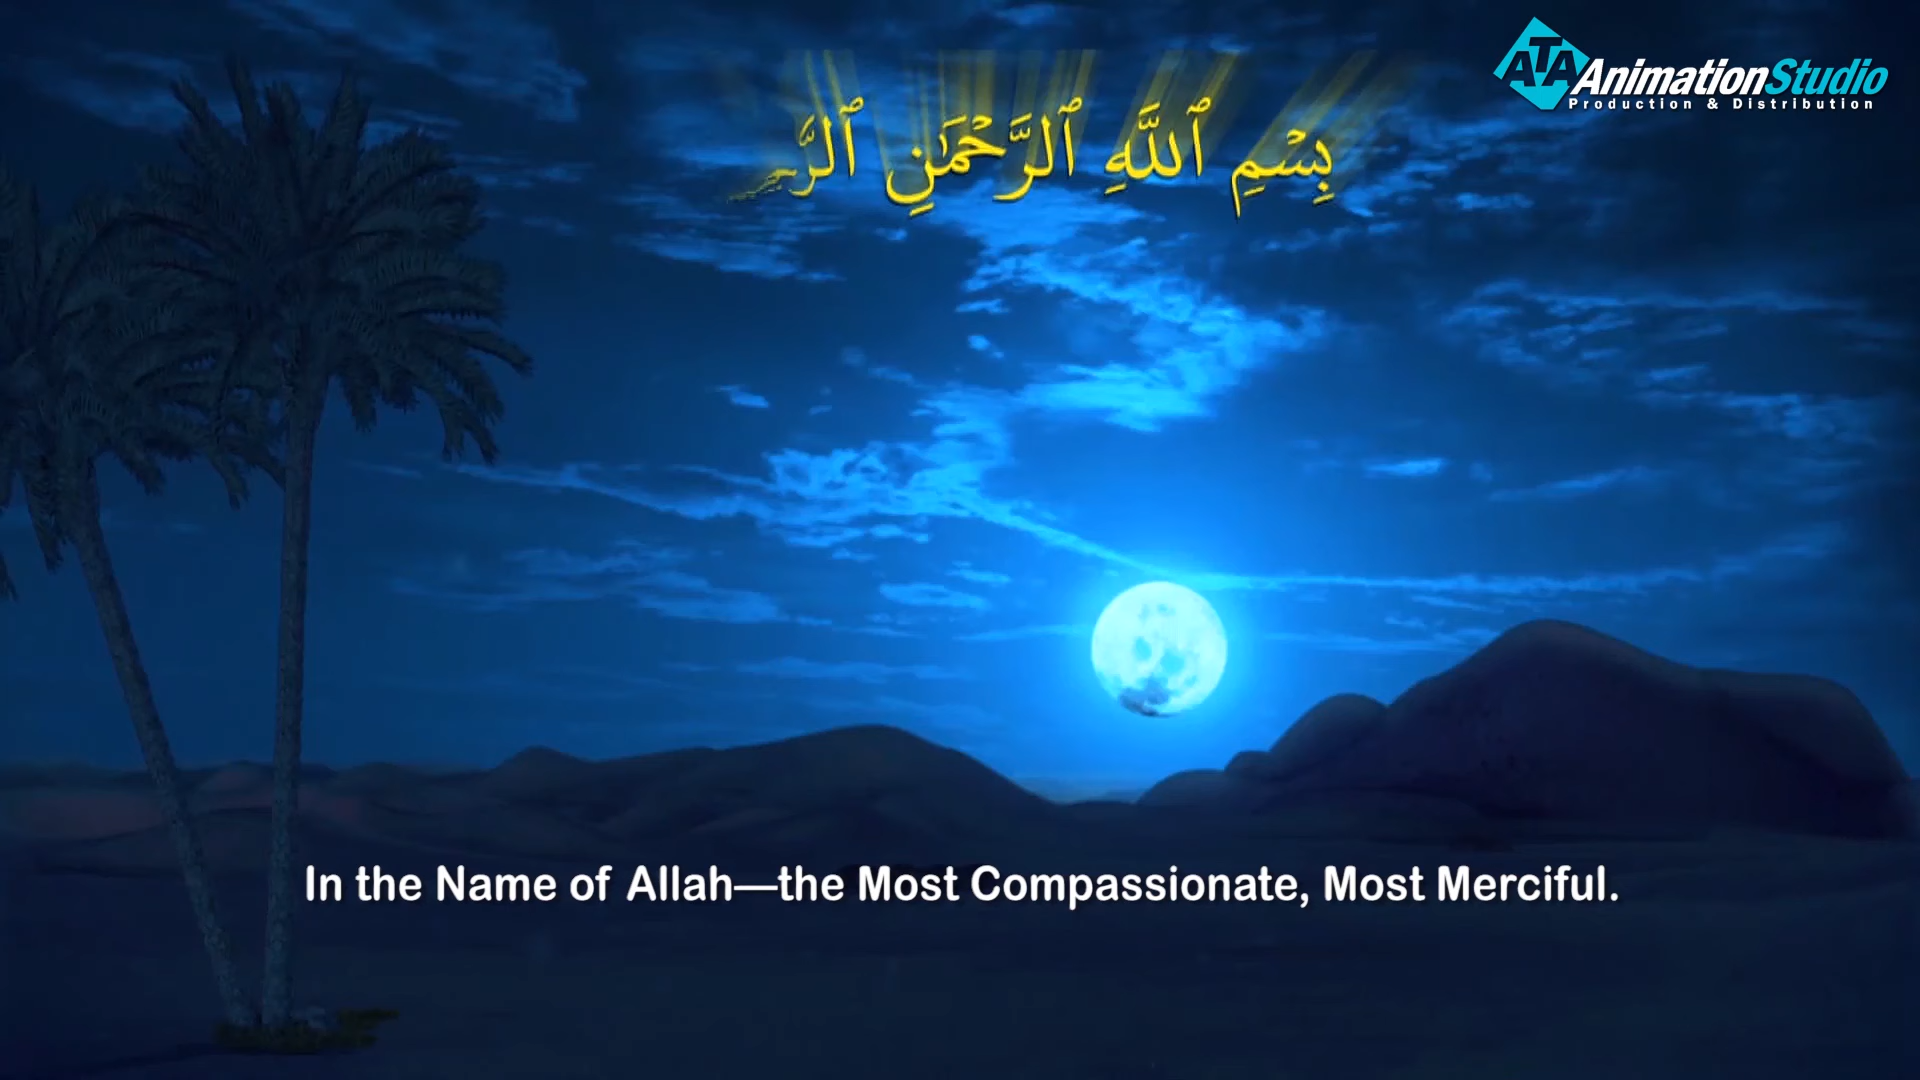 ATA AnimationStudio
Production & Distribution
بِسْمِ ٱللَّهِ ٱلرَّحْمَـٰنِ
In the Name of Allah—the Most Compassionate, Most Merciful.